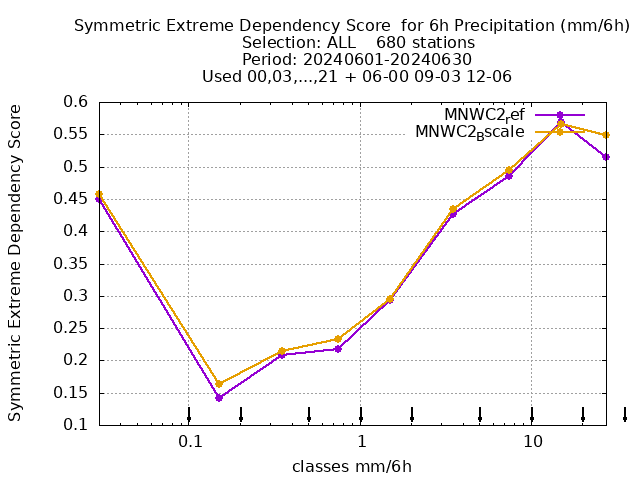 Symmetric Extreme Dependency Score  for 6h Precipitation (mm/6h)
Selection: ALL    680 stations
Period: 20240601-20240630
Used 00,03,...,21 + 06-00 09-03 12-06
Symmetric Extreme Dependency Score
0.6
0.55
0.5
0.45
0.4
0.35
0.3
0.25
0.2
0.15
0.1
MNWC2ref
MNWC2Bscale
0.1 1 10
classes mm/6h